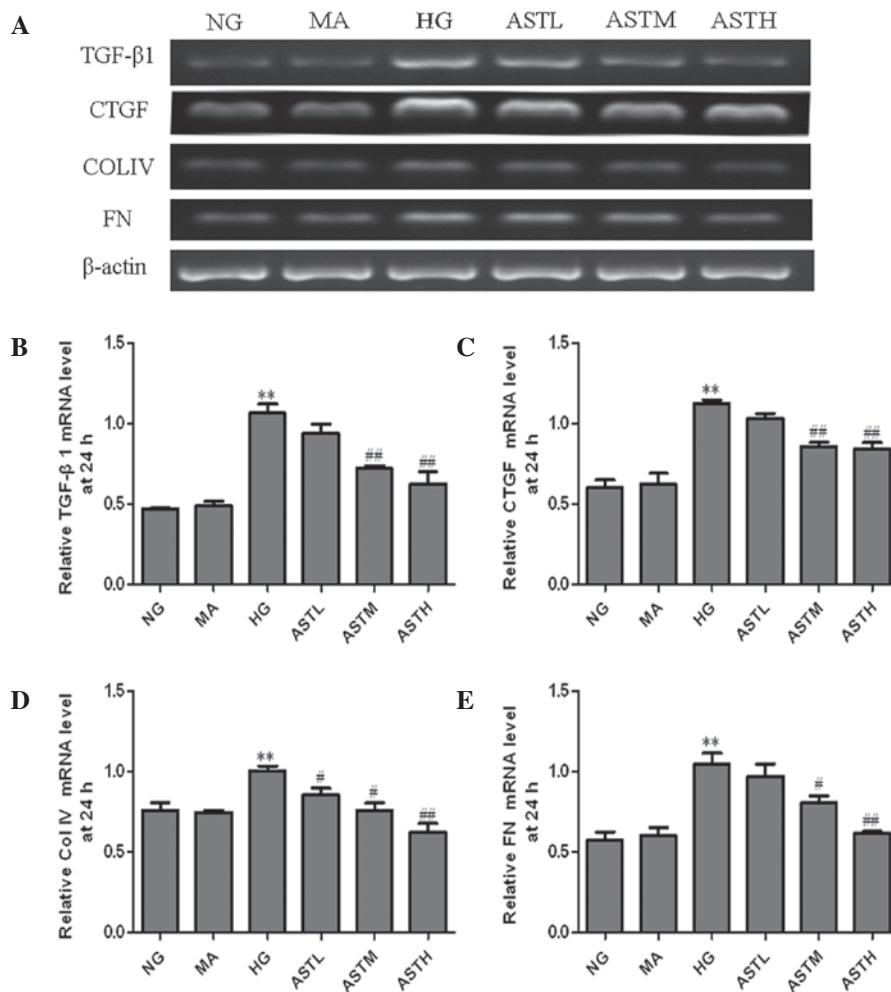 A
NG MA HG ASTL ASTM ASTH
TGF-β1
CTGF
COLIV
FN
β-actin
B
Relative TGF-β 1 mRNA level
at 24 h
1.5
1.0
0.5
0.0
**
##
##
NG MA HG ASTL ASTM ASTH
C
Relative CTGF mRNA level
at 24 h
1.5
1.0
0.5
0.0
**
##
##
NG MA HG ASTL ASTM ASTH
D
Relative Col IV mRNA level
at 24 h
1.5
1.0
0.5
0.0
**
#
#
##
NG MA HG ASTL ASTM ASTH
E
Relative FN mRNA level
at 24 h
1.5
1.0
0.5
0.0
**
#
##
NG MA HG ASTL ASTM ASTH